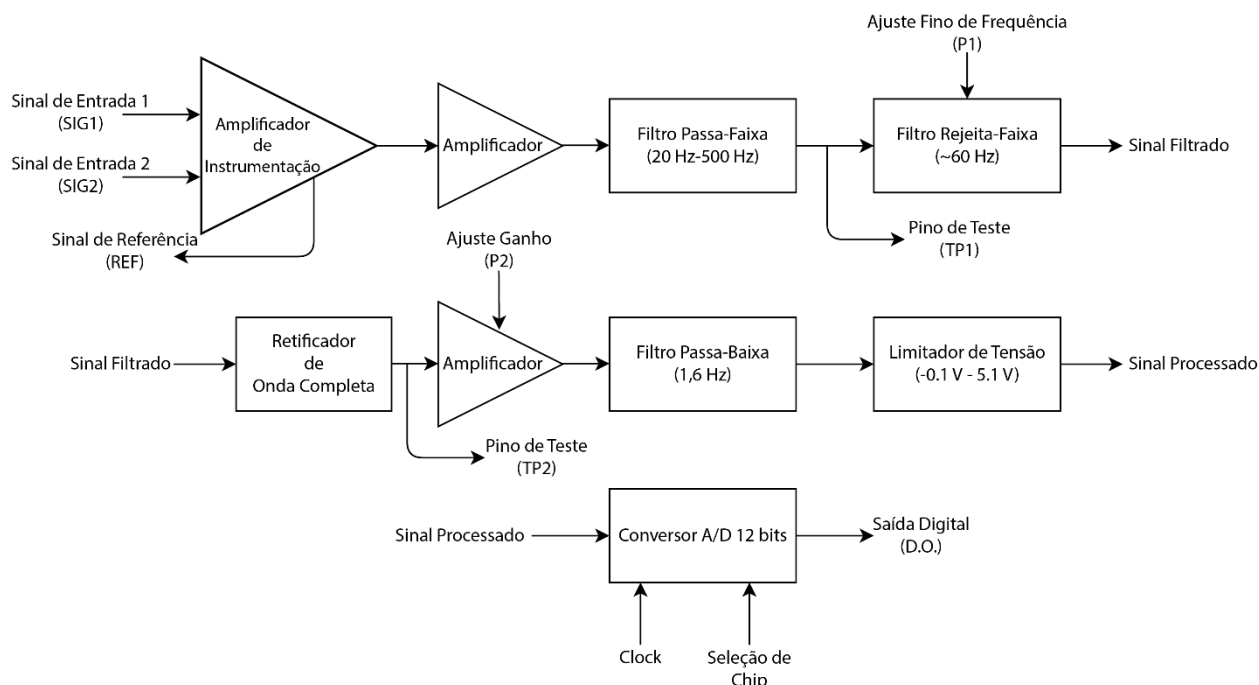 Ajuste Fino de Frequência
(P1)
Sinal de Entrada 1
(SIG1)
Sinal de Entrada 2
(SIG2)
Amplificador
de
Instrumentação
Amplificador
Filtro Passa-Faixa
(20 Hz-500 Hz)
Filtro Rejeita-Faixa
(~60 Hz)
Sinal Filtrado
Sinal de Referência
(REF)
Pino de Teste
(TP1)
Ajuste Ganho
(P2)
Sinal Filtrado
Retificador
de
Onda Completa
Amplificador
Filtro Passa-Baixa
(1,6 Hz)
Limitador de Tensão
(-0.1 V - 5.1 V)
Sinal Processado
Pino de Teste
(TP2)
Sinal Processado
Conversor A/D 12 bits
Saída Digital
(D.O.)
Clock
Seleção de
Chip